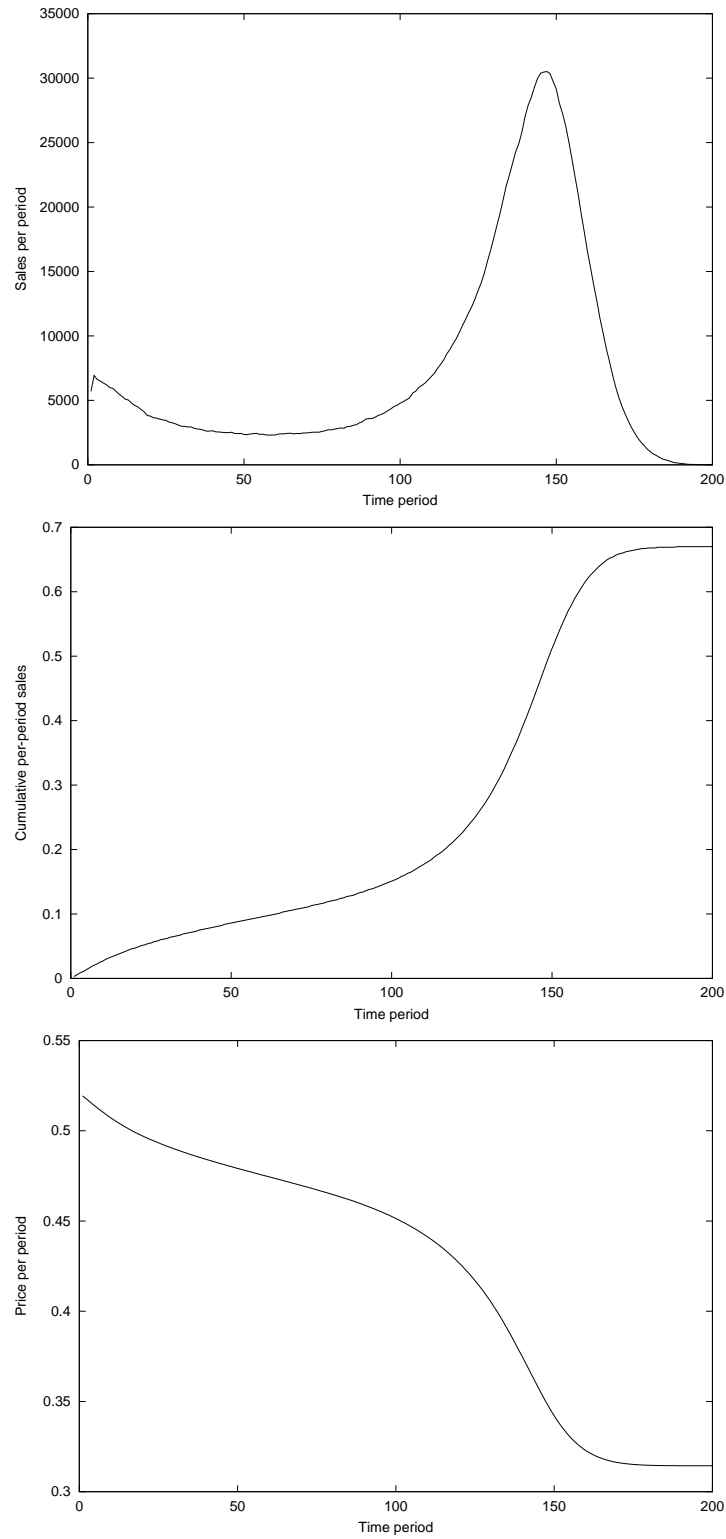 35000
30000
25000
20000
15000
10000
5000
0
Sales per period
0 50 100 150 200
Time period
0.7
0.6
0.5
0.4
0.3
0.2
0.1
0
Cumulative per-period sales
0 50 100 150 200
Time period
0.55
0.5
0.45
0.4
0.35
0.3
Price per period
0 50 100 150 200
Time period